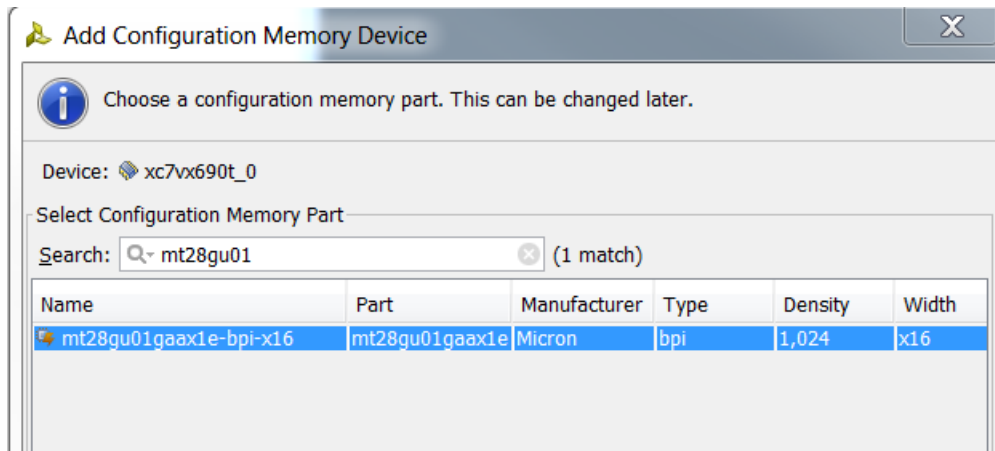 Add Configuration Memory Device
Choose a configuration memory part. This can be changed later.
Device: xc7vx690t_0
Select Configuration Memory Part
Search: mt28gu01 (1 match)
Name Part Manufacturer Type Density Width
mt28gu01gaax1e-bpi-x16 mt28gu01gaax1e Micron bpi 1,024 x16